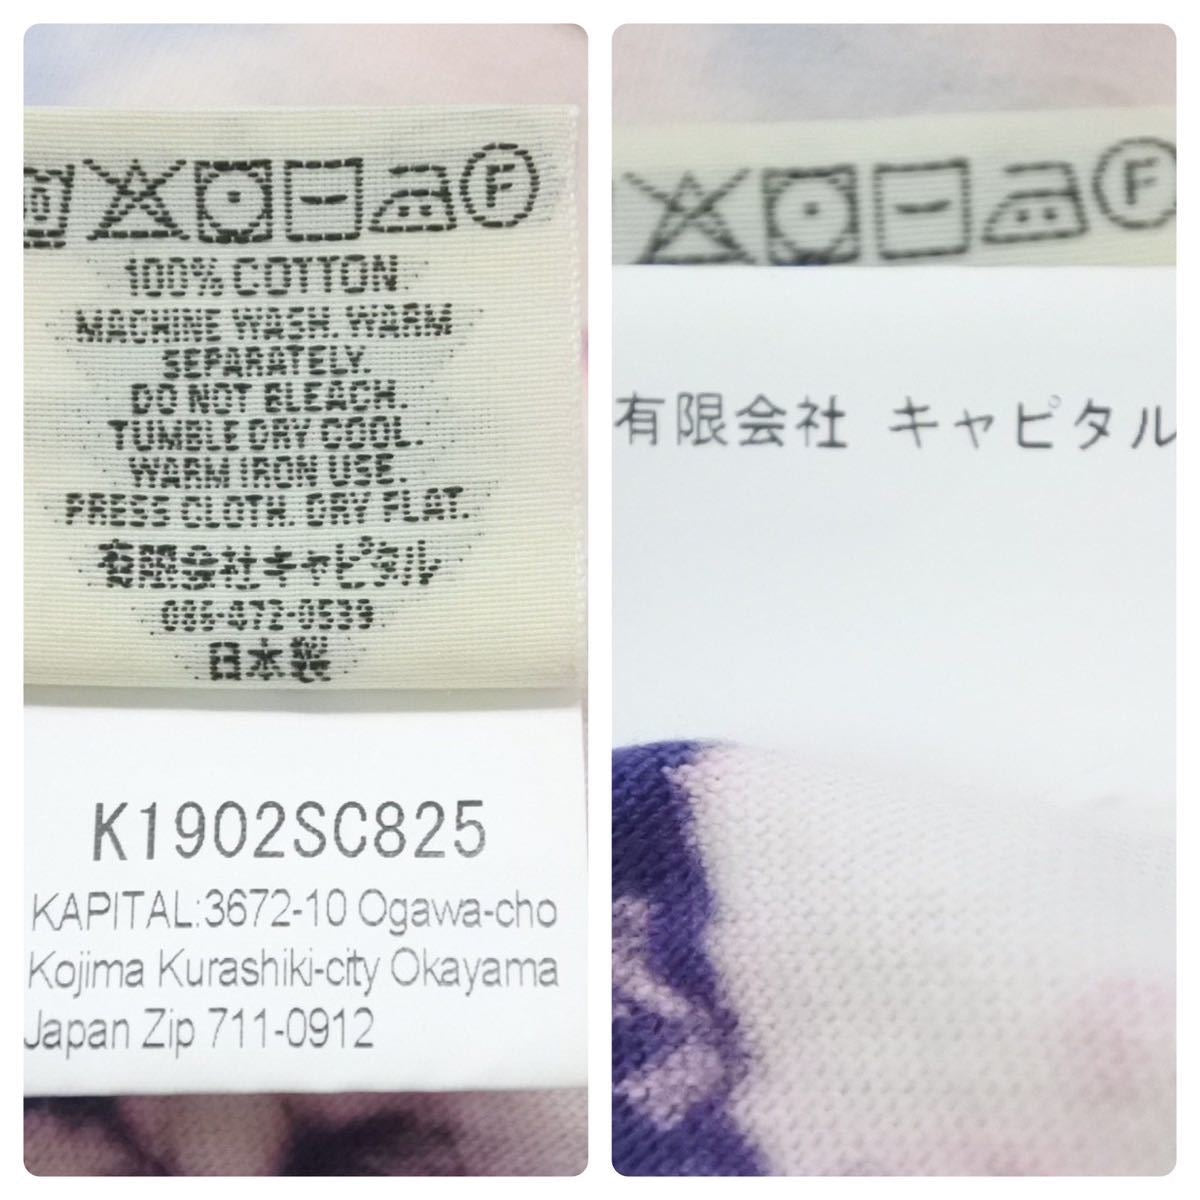 F
100% COTTON
MACHINE WASH. WARM
SEPARATELY.
DO NOT BLEACH.
TUMBLE DRY COOL.
WARM IRON USE.
PRESS CLOTH. DRY FLAT.
有限会社キャピタル
086-472-0539
日本製
K1902SC825
KAPITAL:3672-10 Ogawa-cho
Kojima Kurashiki-city Okayama
Japan Zip 711-0912
F
有限会社 キャピタル